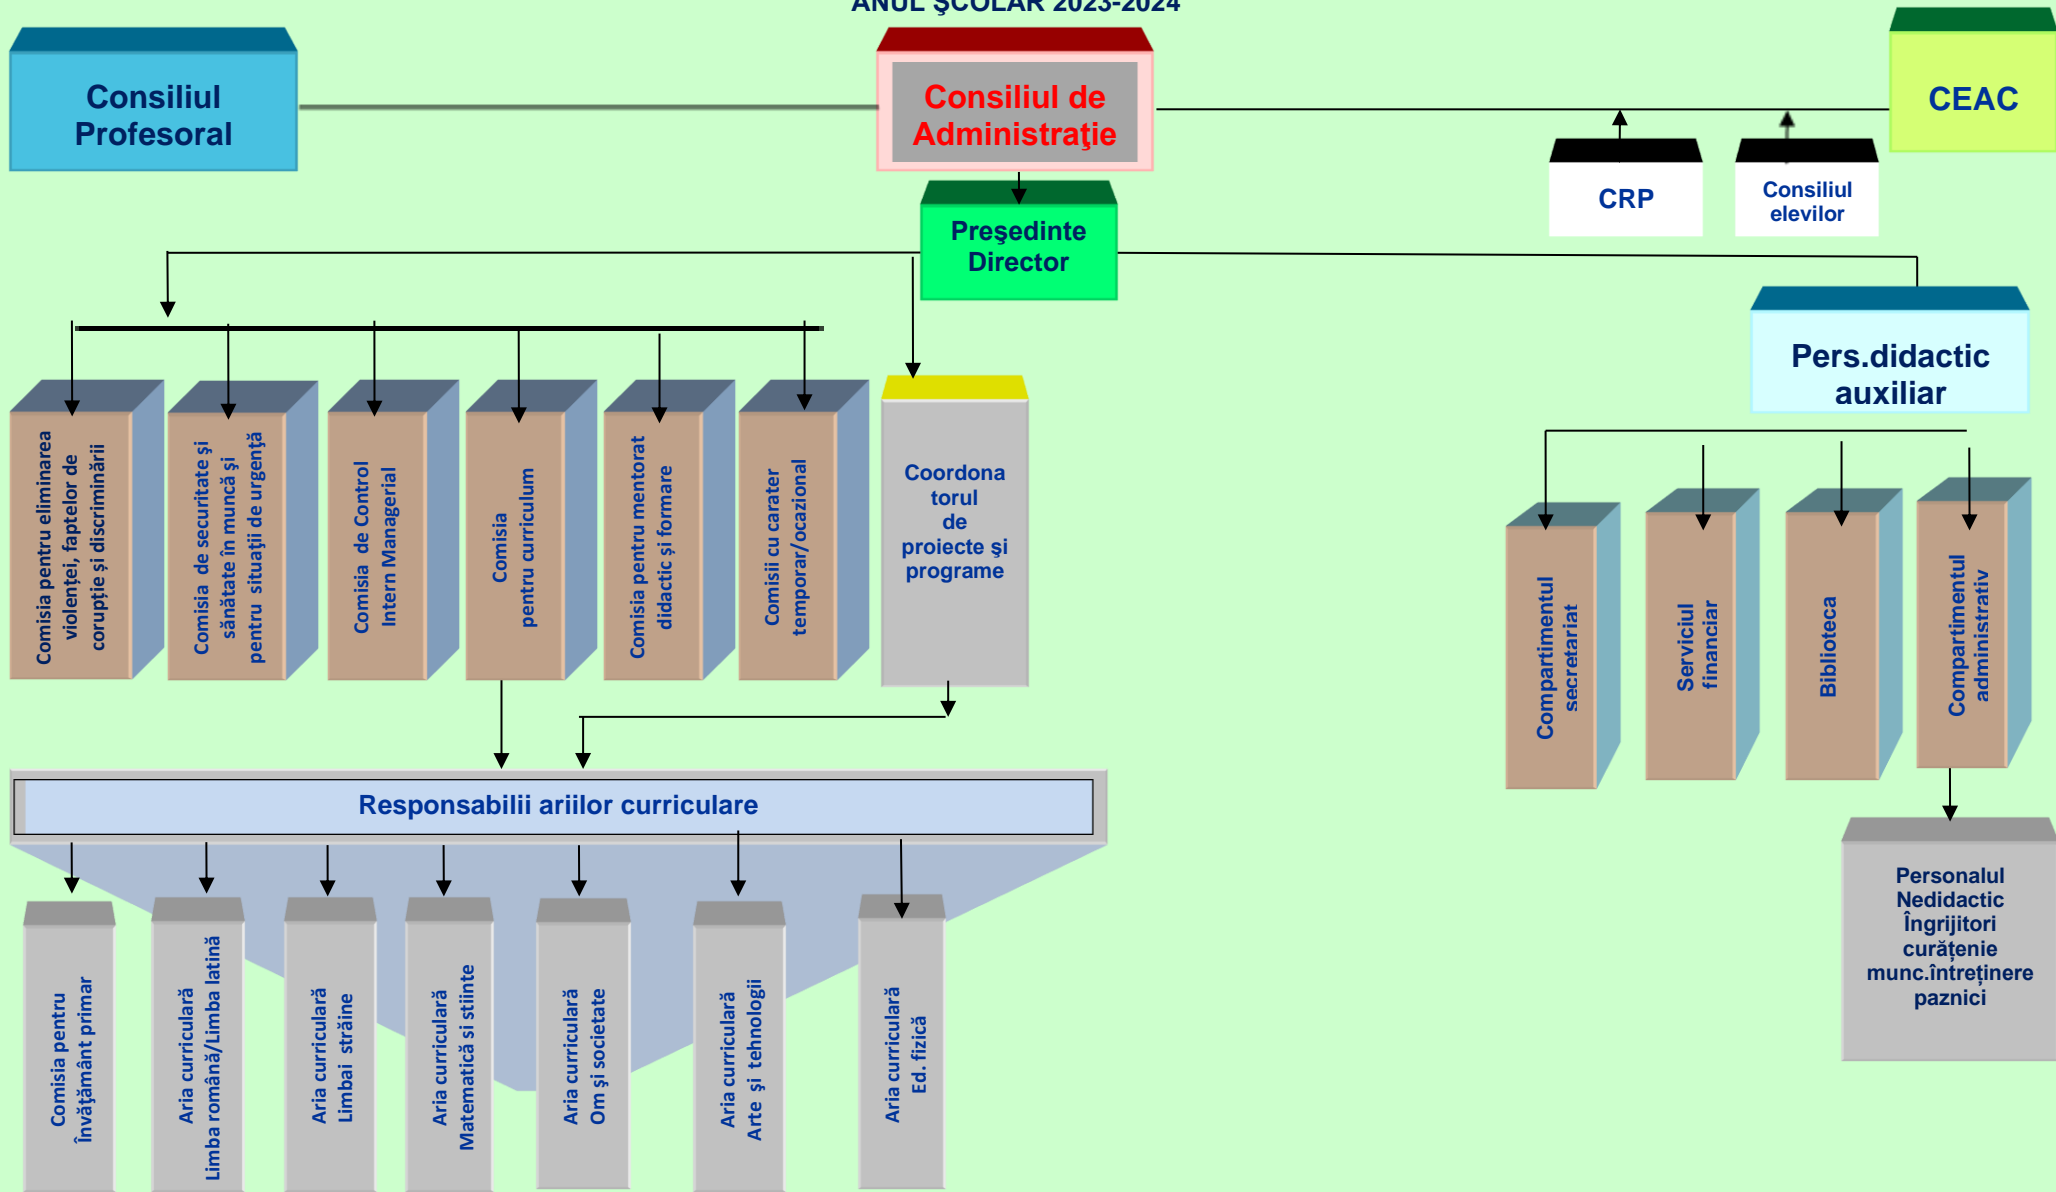 ANUL ŞCOLAR 2023-2024
Consiliul
Profesoral
Consiliul de
Administraţie
CEAC
CRP
Consiliul
elevilor
Preşedinte
Director
Pers.didactic
auxiliar
Comisia pentru eliminarea
violenței, faptelor de
corupție și discriminării
Comisia de securitate și
sănătate în muncă și
pentru situaţii de urgenţă
Comisia de Control
Intern Managerial
Comisia
pentru curriculum
Comisia pentru mentorat
didactic și formare
Comisii cu carater
temporar/ocazional
Coordona
torul
de
proiecte şi
programe
Compartimentul
secretariat
Serviciul
financiar
Biblioteca
Compartimentul
administrativ
Responsabilii ariilor curriculare
Personalul
Nedidactic
Îngrijitori
curățenie
munc.întreținere
paznici
Comisia pentru
Învăţământ primar
Aria curriculară
Limba română/Limba latină
Aria curriculară
Limbai străine
Aria curriculară
Matematică si stiinte
Aria curriculară
Om şi societate
Aria curriculară
Arte şi tehnologii
Aria curriculară
Ed. fizică